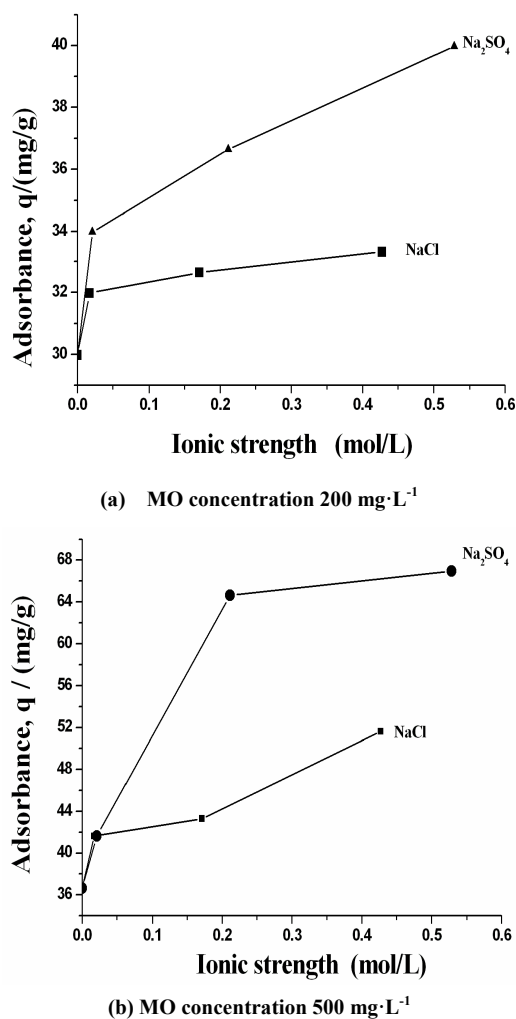 40
38
36
34
32
30
Adsorbance, q/(mg/g)
Na₂SO₄
NaCl
0.0 0.1 0.2 0.3 0.4 0.5 0.6
Ionic strength (mol/L)
(a) MO concentration 200 mg·L⁻¹
68
64
60
56
52
48
44
40
36
Adsorbance, q / (mg/g)
Na₂SO₄
NaCl
0.0 0.1 0.2 0.3 0.4 0.5 0.6
Ionic strength (mol/L)
(b) MO concentration 500 mg·L⁻¹